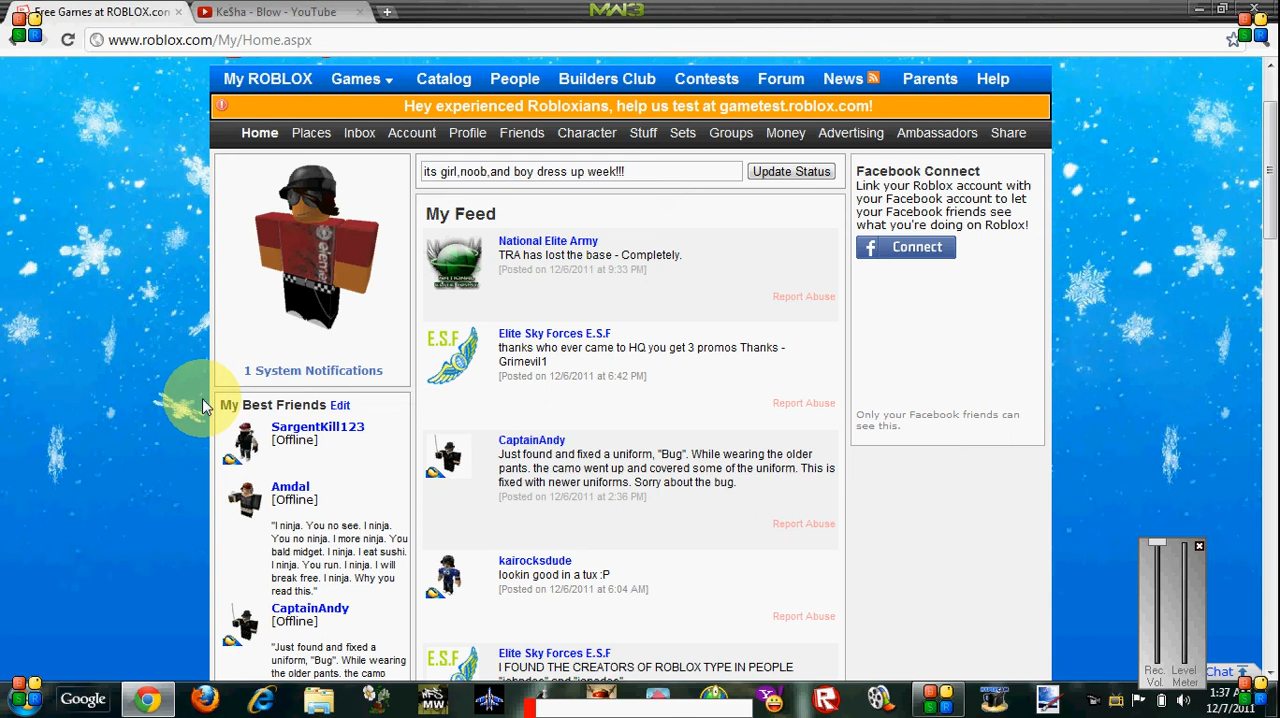 Free Games at ROBLOX.con
Ke$ha - Blow - YouTube
MW3
www.roblox.com/My/Home.aspx
My ROBLOX Games Catalog People Builders Club Contests Forum News Parents Help
Hey experienced Robloxians, help us test at gametest.roblox.com!
Home Places Inbox Account Profile Friends Character Stuff Sets Groups Money Advertising Ambassadors Share
1 System Notifications
My Best Friends Edit
SargentKill123
[Offline]
Amdal
[Offline]
"I ninja. You no see. I ninja.
You no ninja. I more ninja. You
bald midget. I ninja. I eat sushi.
I ninja. You run. I ninja. I will
break free. I ninja. Why you
read this."
CaptainAndy
[Offline]
"Just found and fixed a
uniform, "Bug". While wearing
the older pants. the camo
its girl,noob,and boy dress up week!!!
Update Status
My Feed
National Elite Army
TRA has lost the base - Completely.
[Posted on 12/6/2011 at 9:33 PM]
Report Abuse
E.S.F
Elite Sky Forces E.S.F
thanks who ever came to HQ you get 3 promos Thanks -
Grimevil1
[Posted on 12/6/2011 at 6:42 PM]
Report Abuse
CaptainAndy
Just found and fixed a uniform, "Bug". While wearing the older
pants. the camo went up and covered some of the uniform. This is
fixed with newer uniforms. Sorry about the bug.
[Posted on 12/6/2011 at 2:36 PM]
Report Abuse
kairocksdude
lookin good in a tux :P
[Posted on 12/6/2011 at 6:04 AM]
Report Abuse
E.S.F
Elite Sky Forces E.S.F
I FOUND THE CREATORS OF ROBLOX TYPE IN PEOPLE
Facebook Connect
Link your Roblox account with
your Facebook account to let
your Facebook friends see
what you're doing on Roblox!
Connect
Only your Facebook friends can
see this.
Rec. Level
Vol. Meter
Chat
Google
1:37 AM
12/7/2011